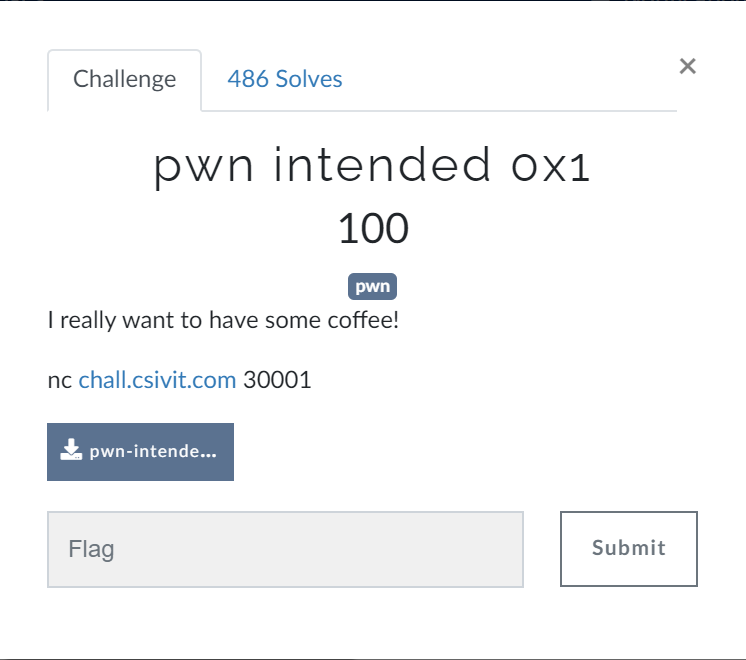 Challenge
486 Solves
×
pwn intended 0x1
100
pwn
I really want to have some coffee!
nc chall.csivit.com 30001
pwn-intende...
Flag
Submit